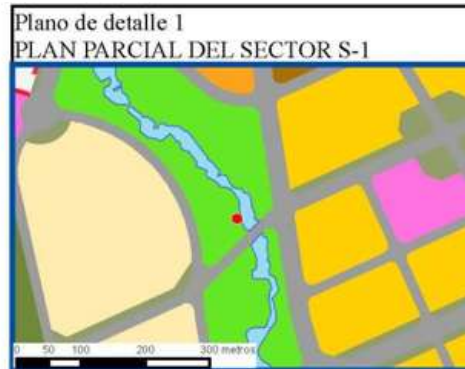 Plano de detalle 1
PLAN PARCIAL DEL SECTOR S-1
0 50 100 200 300 metros